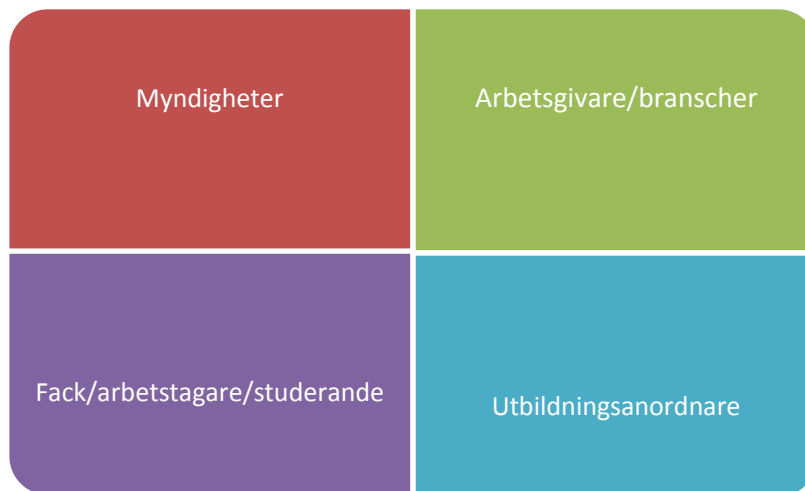 Myndigheter
Arbetsgivare/branscher
Fack/arbetstagare/studerande
Utbildningsanordnare